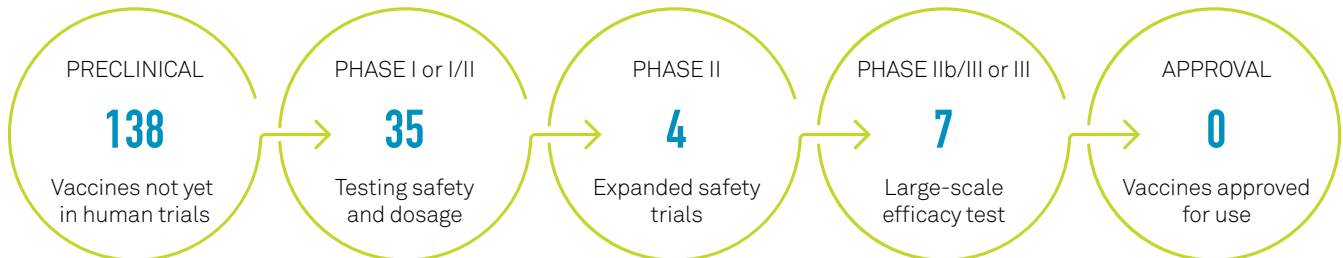 PRECLINICAL
138
Vaccines not yet
in human trials
PHASE I or I/II
35
Testing safety
and dosage
PHASE II
4
Expanded safety
trials
PHASE IIb/III or III
7
Large-scale
efficacy test
APPROVAL
0
Vaccines approved
for use